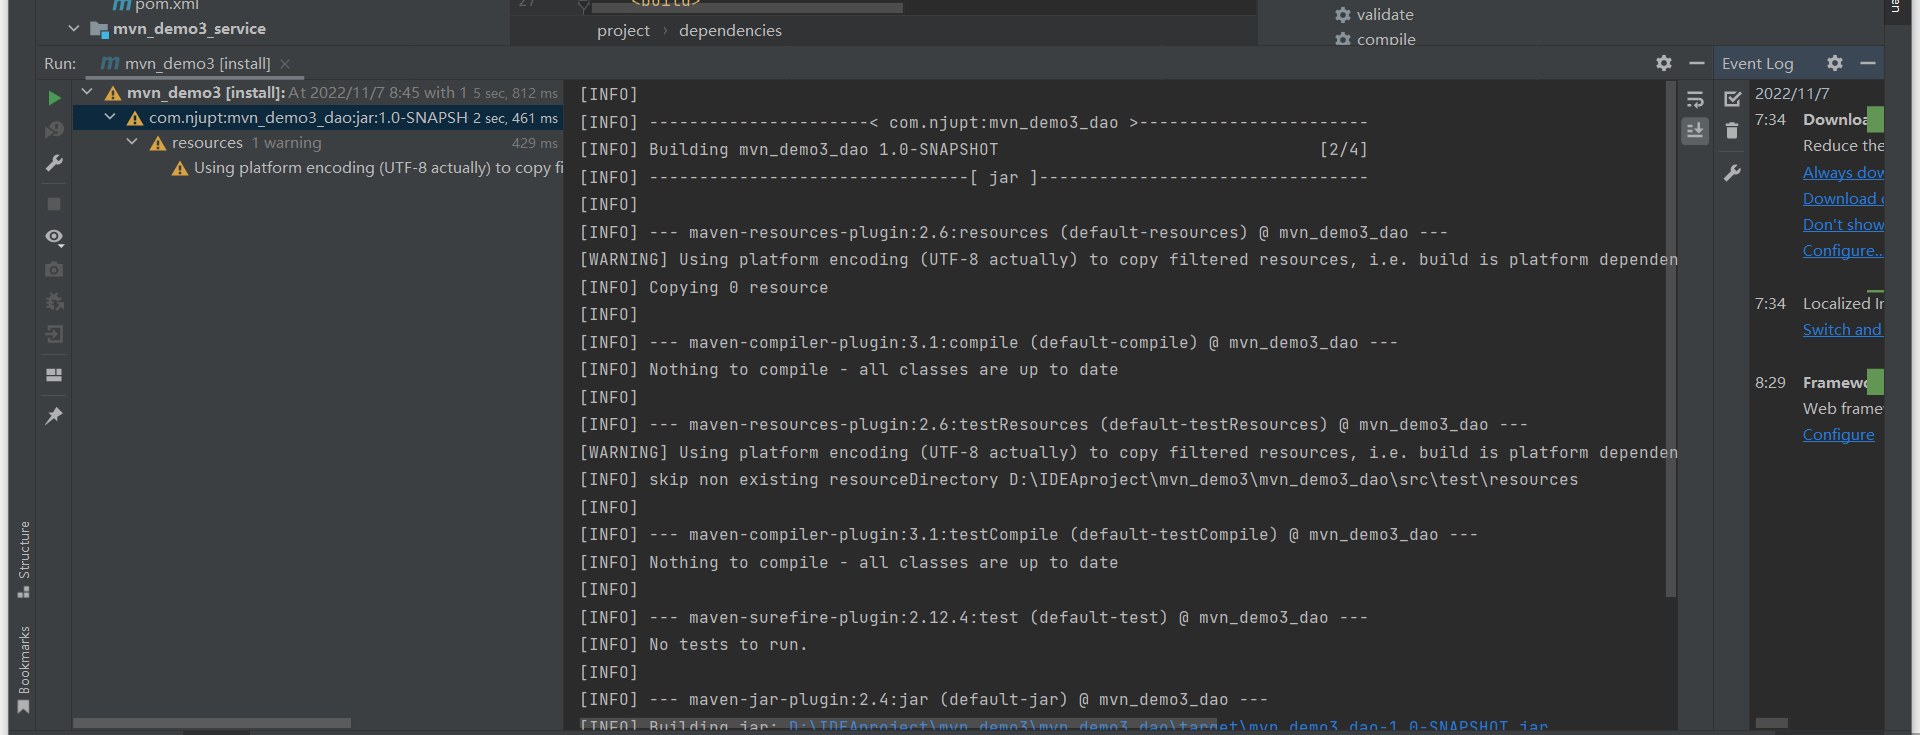 pom.xml
mvn_demo3_service
27
<build>
project › dependencies
validate
compile
Run:
mvn_demo3 [install]
mvn_demo3 [install]: At 2022/11/7 8:45 with 1 5 sec, 812 ms
com.njupt:mvn_demo3_dao:jar:1.0-SNAPSH 2 sec, 461 ms
resources 1 warning 429 ms
Using platform encoding (UTF-8 actually) to copy fi
[INFO]
[INFO] ----------------------< com.njupt:mvn_demo3_dao >-----------------------
[INFO] Building mvn_demo3_dao 1.0-SNAPSHOT [2/4]
[INFO] --------------------------------[ jar ]---------------------------------
[INFO]
[INFO] --- maven-resources-plugin:2.6:resources (default-resources) @ mvn_demo3_dao ---
[WARNING] Using platform encoding (UTF-8 actually) to copy filtered resources, i.e. build is platform dependen
[INFO] Copying 0 resource
[INFO]
[INFO] --- maven-compiler-plugin:3.1:compile (default-compile) @ mvn_demo3_dao ---
[INFO] Nothing to compile - all classes are up to date
[INFO]
[INFO] --- maven-resources-plugin:2.6:testResources (default-testResources) @ mvn_demo3_dao ---
[WARNING] Using platform encoding (UTF-8 actually) to copy filtered resources, i.e. build is platform dependen
[INFO] skip non existing resourceDirectory D:\IDEAproject\mvn_demo3\mvn_demo3_dao\src\test\resources
[INFO]
[INFO] --- maven-compiler-plugin:3.1:testCompile (default-testCompile) @ mvn_demo3_dao ---
[INFO] Nothing to compile - all classes are up to date
[INFO]
[INFO] --- maven-surefire-plugin:2.12.4:test (default-test) @ mvn_demo3_dao ---
[INFO] No tests to run.
[INFO]
[INFO] --- maven-jar-plugin:2.4:jar (default-jar) @ mvn_demo3_dao ---
[INFO] Building jar: D:\IDEAproject\mvn_demo3\mvn_demo3_dao\target\mvn_demo3_dao-1.0-SNAPSHOT.jar
Event Log
2022/11/7
7:34 Downloa
Reduce the
Always dow
Download
Don't show
Configure..
7:34 Localized In
Switch and
8:29 Framewo
Web frame
Configure
Structure
Bookmarks